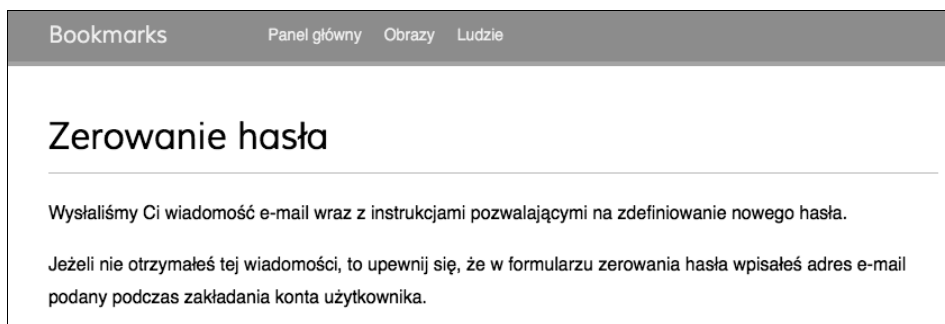 Bookmarks Panel główny Obrazy Ludzie
Zerowanie hasła
Wysłaliśmy Ci wiadomość e-mail wraz z instrukcjami pozwalającymi na zdefiniowanie nowego hasła.
Jeżeli nie otrzymałeś tej wiadomości, to upewnij się, że w formularzu zerowania hasła wpisałeś adres e-mail
podany podczas zakładania konta użytkownika.